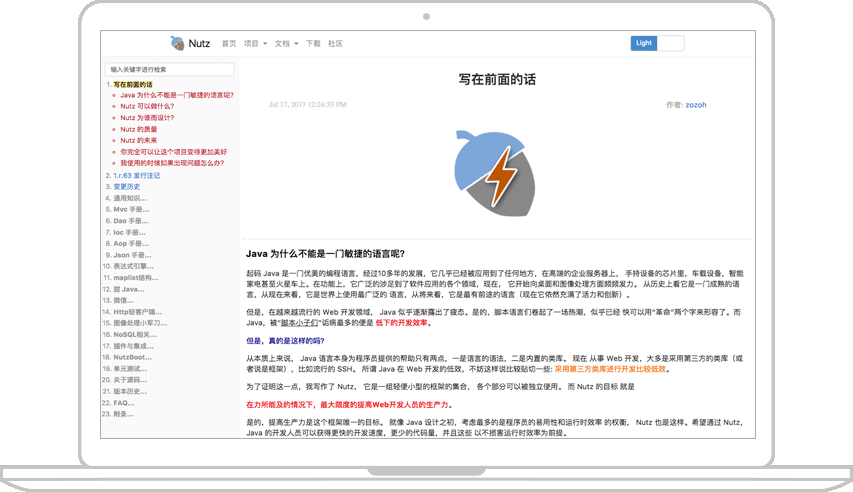 Nutz 首页 项目 文档 下载 社区 Light
输入关键字进行检索
1. 写在前面的话
Java 为什么不能是一门敏捷的语言呢?
Nutz 可以做什么?
Nutz 为谁而设计?
Nutz 的质量
Nutz 的未来
你完全可以让这个项目变得更加美好
我使用的时候如果出现问题怎么办?
2. 1.r.63 发行注记
3. 变更历史
4. 通用知识...
5. Mvc 手册...
6. Dao 手册...
7. Ioc 手册...
8. Aop 手册...
9. Json 手册...
10. 表达式引擎...
11. maplist结构...
12. 跟 Java...
13. 微信...
14. Http轻客户端...
15. 图像处理小军刀...
16. NoSQL相关...
17. 插件与集成...
18. NutzBoot...
19. 单元测试...
20. 关于源码...
21. 版本历史...
22. FAQ...
23. 附录...
写在前面的话
Jul 17, 2017 12:24:33 PM 作者: zozoh
Java 为什么不能是一门敏捷的语言呢?
起码 Java 是一门优美的编程语言，经过10多年的发展，它几乎已经被应用到了任何地方，在高端的企业服务器上。 手持设备的芯片里，车载设备，智能
家电甚至火星车上。在功能上，它广泛的涉足到了软件应用的各个领域，现在， 它开始向桌面和图像处理方面频频发力。 从历史上看它是一门成熟的语
言，从现在来看，它是世界上使用最广泛的 语言，从将来看，它是最有前途的语言（现在它依然充满了活力和创新）。
但是，在越来越流行的 Web 开发领域， Java 似乎逐渐露出了疲态。是的，脚本语言们卷起了一场热潮，似乎已经 快可以用“革命”两个字来形容了。而
Java，被“脚本小子们”诟病最多的便是 低下的开发效率。
但是，真的是这样的吗?
从本质上来说， Java 语言本身为程序员提供的帮助只有两点，一是语言的语法，二是内置的类库。 现在 从事 Web 开发，大多是采用第三方的类库（或
者说是框架），比如流行的 SSH。 所谓 Java 在 Web 开发的低效，不妨这样说比较贴切一些: 采用第三方类库进行开发比较低效。
为了证明这一点，我写作了 Nutz， 它是一组轻便小型的框架的集合， 各个部分可以被独立使用。 而 Nutz 的目标 就是
在力所能及的情况下，最大限度的提高Web开发人员的生产力。
是的，提高生产力是这个框架唯一的目标。 就像 Java 设计之初，考虑最多的是程序员的易用性和运行时效率 的权衡， Nutz 也是这样。希望通过 Nutz，
Java 的开发人员可以获得更快的开发速度，更少的代码量，并且这些 以不损害运行时效率为前提。